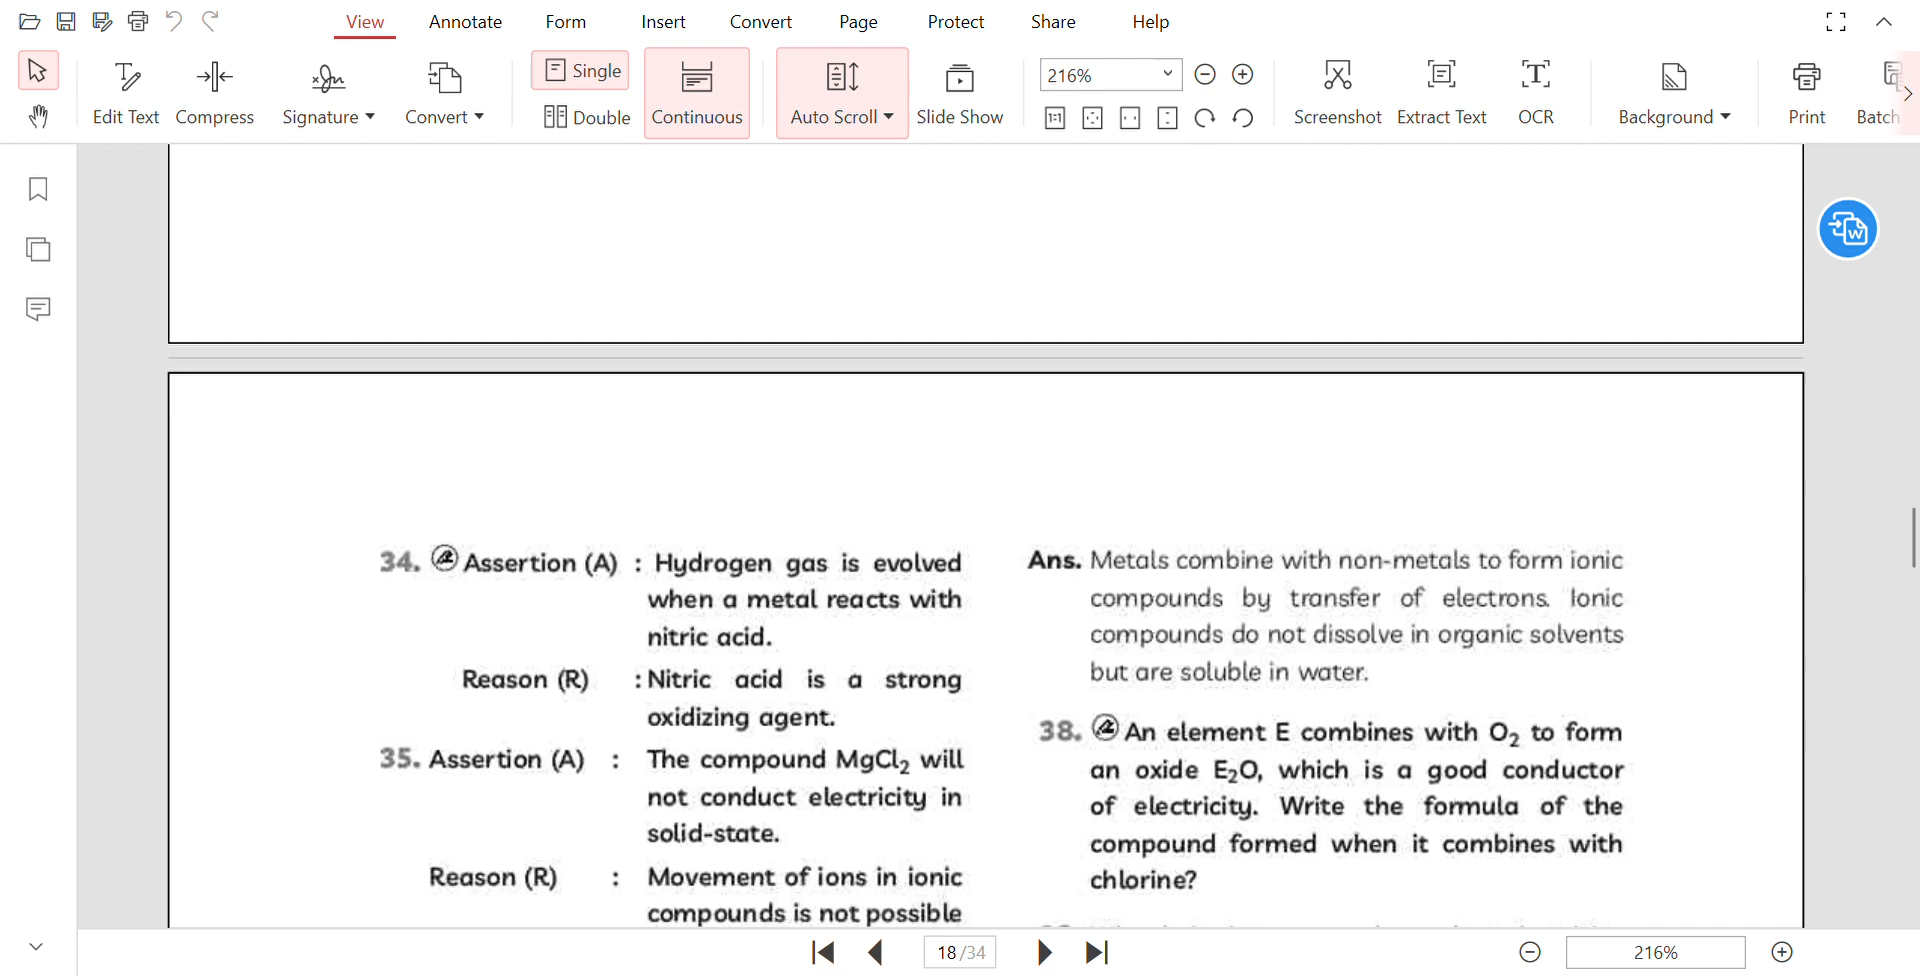 View Annotate Form Insert Convert Page Protect Share Help
Edit Text Compress Signature Convert Single Double Continuous Auto Scroll Slide Show 216% Screenshot Extract Text OCR Background Print Batch
34. Assertion (A) : Hydrogen gas is evolved
when a metal reacts with
nitric acid.
Reason (R) : Nitric acid is a strong
oxidizing agent.
35. Assertion (A) : The compound MgCl₂ will
not conduct electricity in
solid-state.
Reason (R) : Movement of ions in ionic
compounds is not possible
Ans. Metals combine with non-metals to form ionic
compounds by transfer of electrons. Ionic
compounds do not dissolve in organic solvents
but are soluble in water.
38. An element E combines with O₂ to form
an oxide E₂O, which is a good conductor
of electricity. Write the formula of the
compound formed when it combines with
chlorine?
18 /34 216%